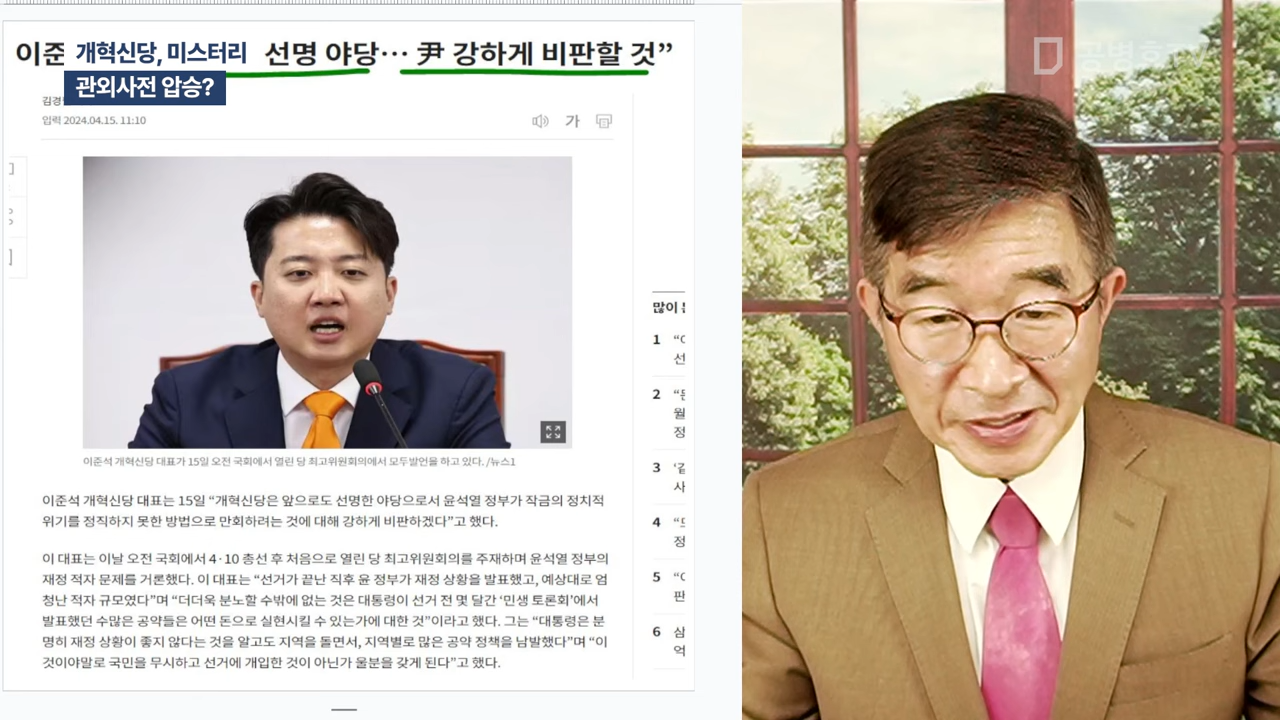 이준 개혁신당, 미스터리 선명 야당… 尹 강하게 비판할 것”
관외사전 압승?
김경
입력 2024.04.15. 11:10
가
공병호TV
이준석 개혁신당 대표가 15일 오전 국회에서 열린 당 최고위원회의에서 모두발언을 하고 있다. /뉴스1
이준석 개혁신당 대표는 15일 “개혁신당은 앞으로도 선명한 야당으로서 윤석열 정부가 작금의 정치적
위기를 정직하지 못한 방법으로 만회하려는 것에 대해 강하게 비판하겠다”고 했다.
이 대표는 이날 오전 국회에서 4·10 총선 후 처음으로 열린 당 최고위원회의를 주재하며 윤석열 정부의
재정 적자 문제를 거론했다. 이 대표는 “선거가 끝난 직후 윤 정부가 재정 상황을 발표했고, 예상대로 엄
청난 적자 규모였다”며 “더더욱 분노할 수밖에 없는 것은 대통령이 선거 전 몇 달간 ‘민생 토론회’에서
발표했던 수많은 공약들은 어떤 돈으로 실현시킬 수 있는가에 대한 것”이라고 했다. 그는 “대통령은 분
명히 재정 상황이 좋지 않다는 것을 알고도 지역을 돌면서, 지역별로 많은 공약 정책을 남발했다”며 “이
것이야말로 국민을 무시하고 선거에 개입한 것이 아닌가 울분을 갖게 된다”고 했다.
많이
1
선
2
월
정
3
사
4
정
5
판
6 삼
억